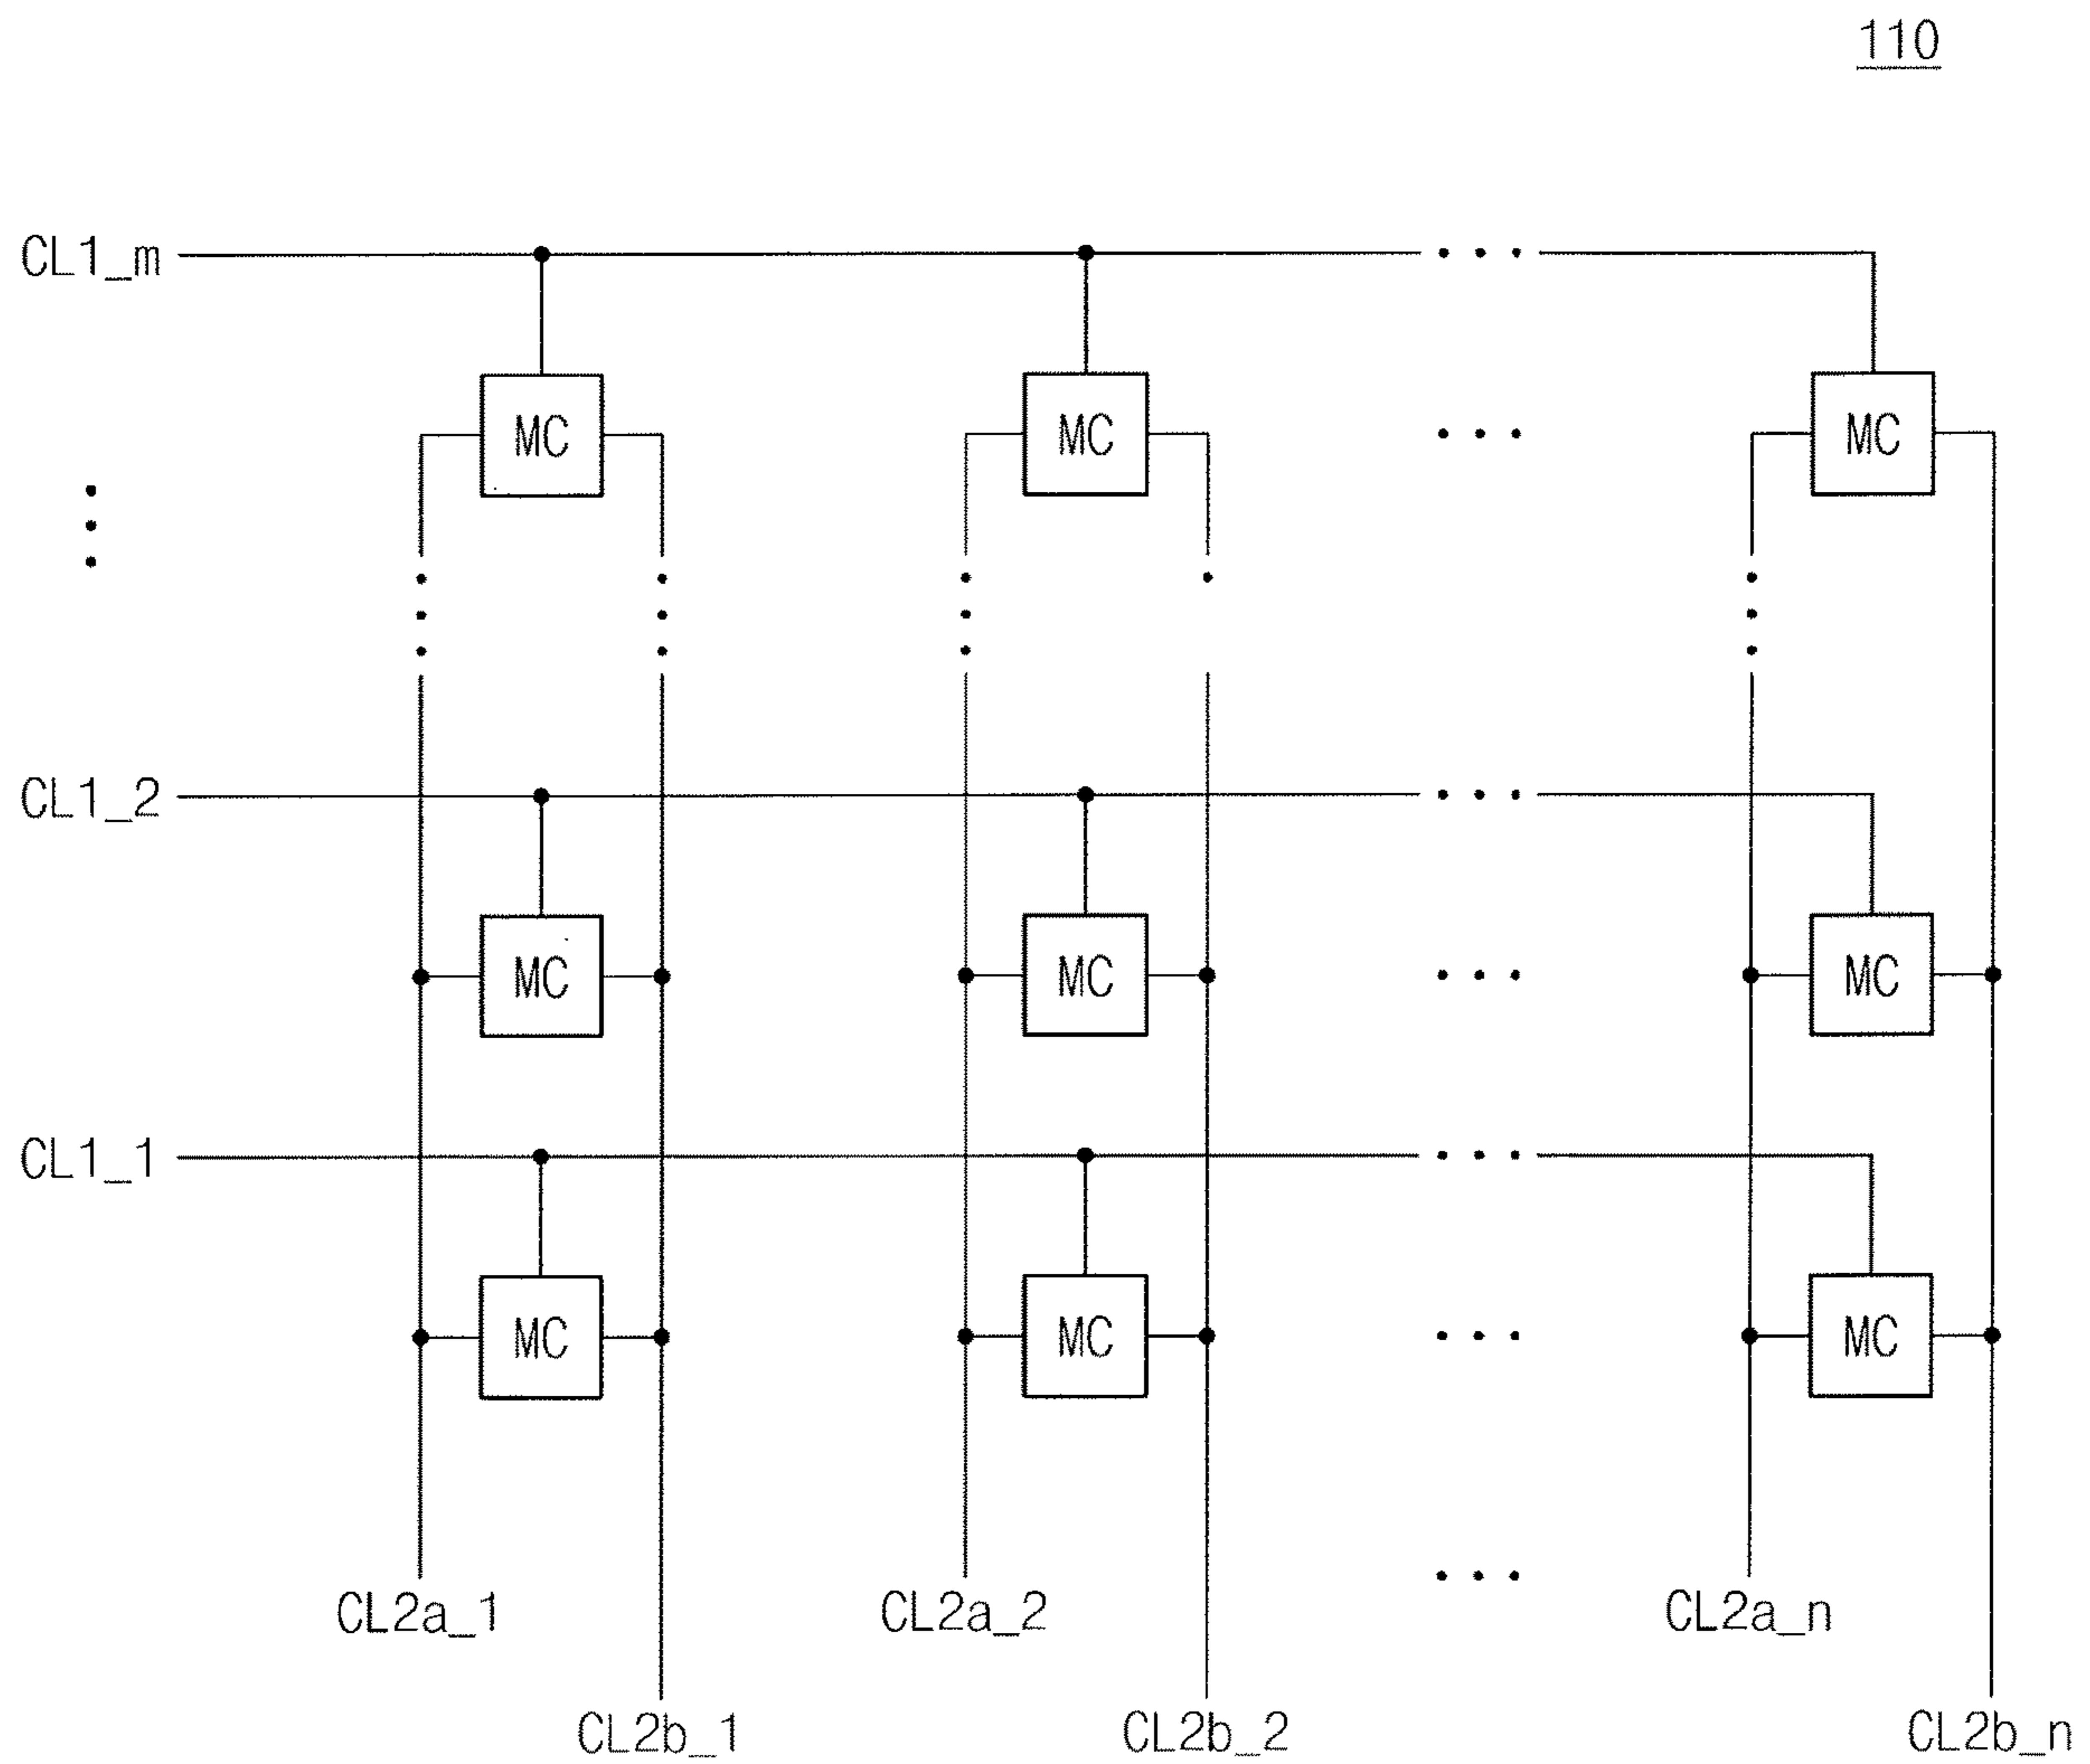 110
CL1_m
MC MC MC
CL1_2
MC MC MC
CL1_1
MC MC MC
CL2a_1 CL2a_2 CL2a_n
CL2b_1 CL2b_2 CL2b_n